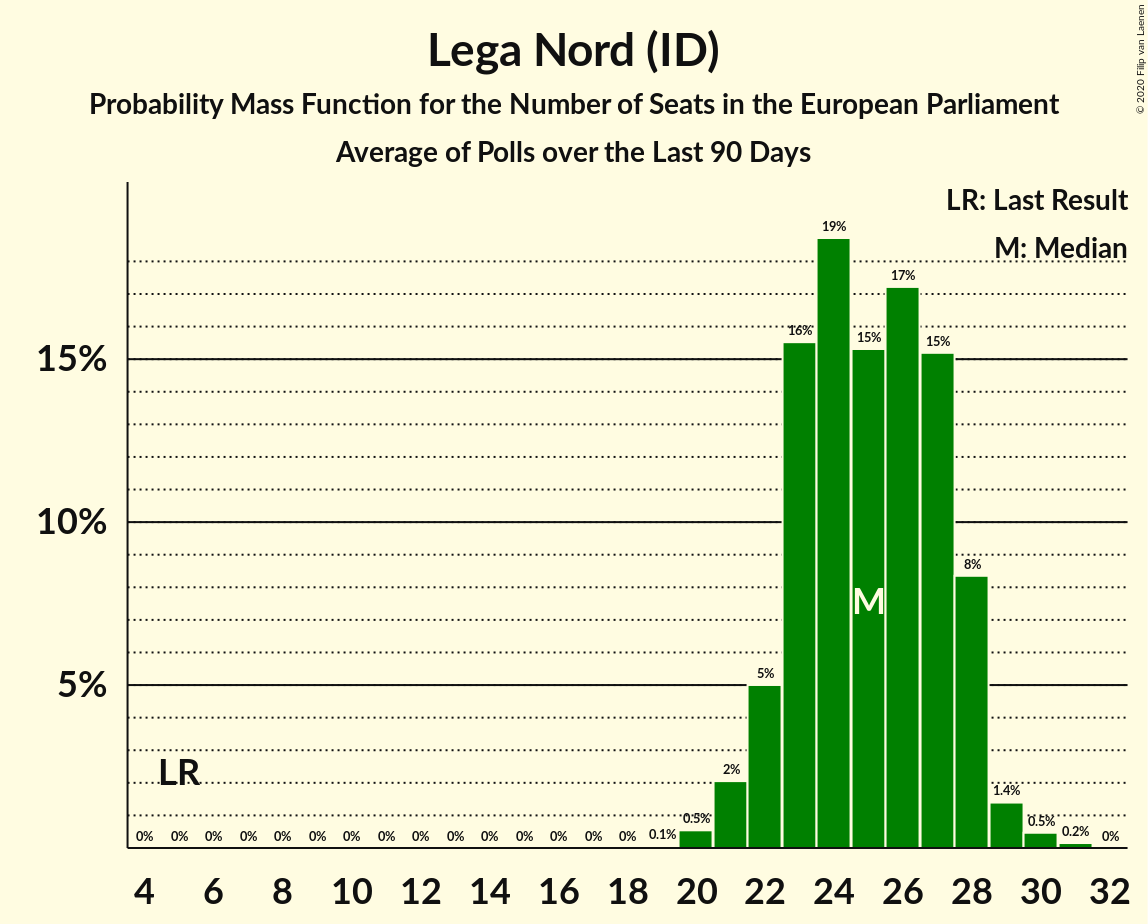 Lega Nord (ID)
Probability Mass Function for the Number of Seats in the European Parliament
Average of Polls over the Last 90 Days
© 2020 Filip van Laenen
LR: Last Result
M: Median
15%
10%
5%
LR
M
0% 0% 0% 0% 0% 0% 0% 0% 0% 0% 0% 0% 0% 0% 0% 0.1% 0.5% 2% 5% 16% 19% 15% 17% 15% 8% 1.4% 0.5% 0.2% 0%
4 6 8 10 12 14 16 18 20 22 24 26 28 30 32